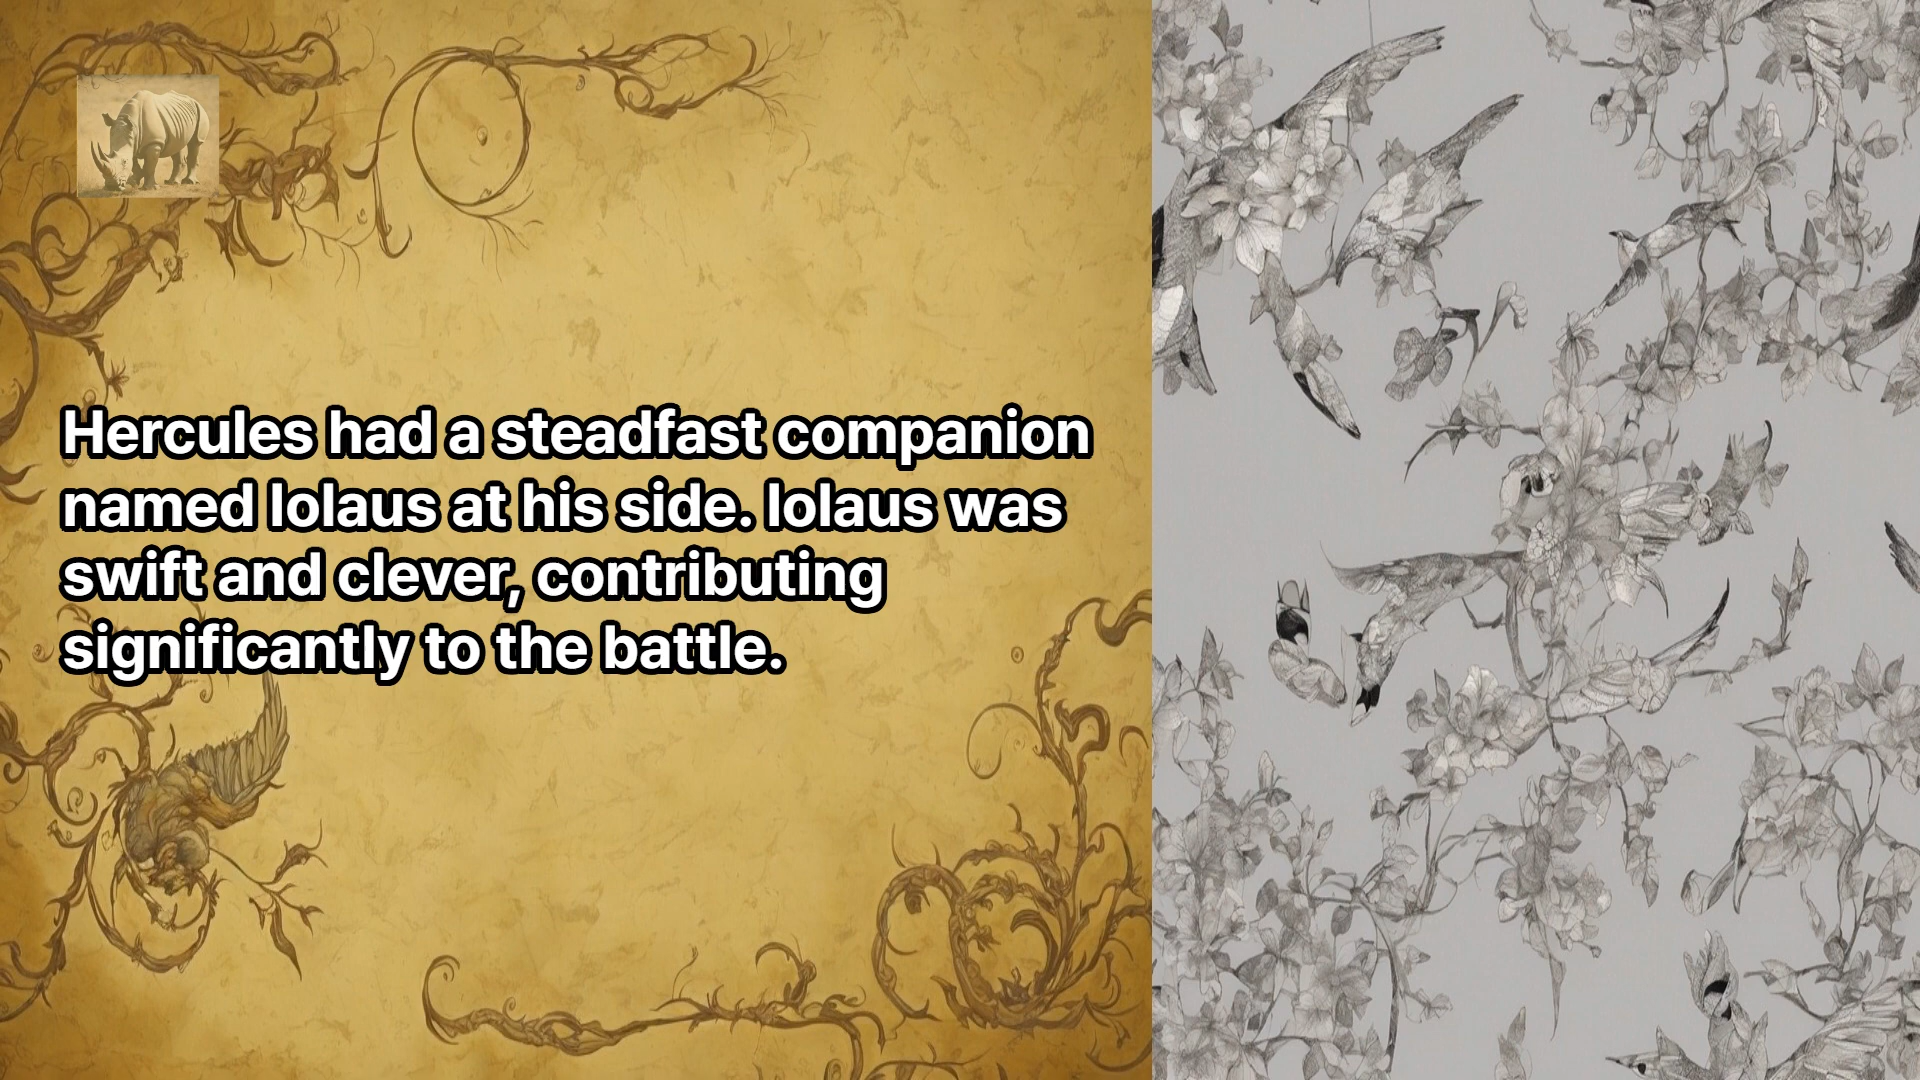 Hercules had a steadfast companion
named Iolaus at his side. Iolaus was
swift and clever, contributing
significantly to the battle.